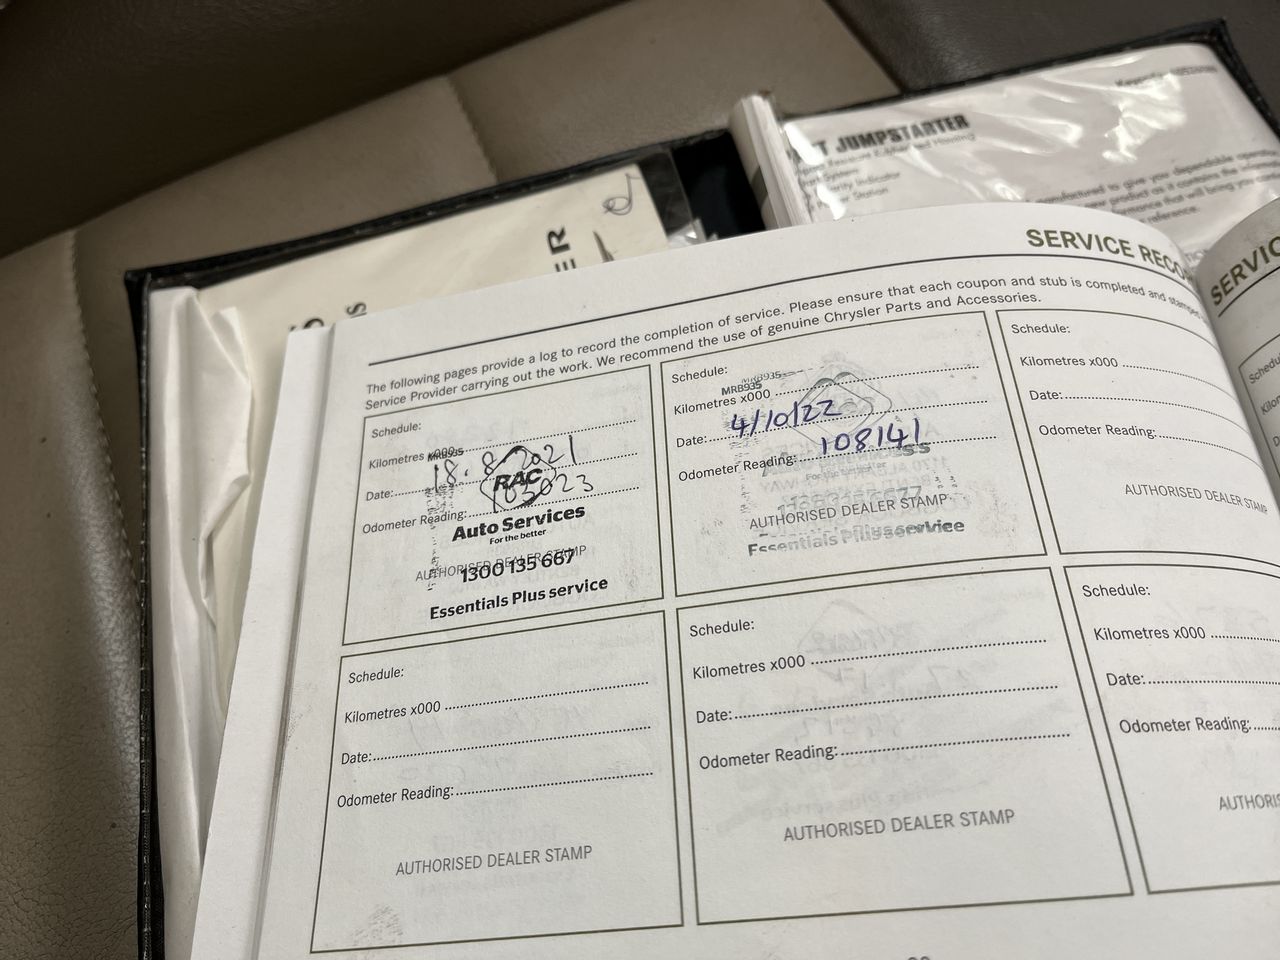 JUMPSTARTER
ER
SERVICE
The following pages provide a log to record the completion of service. Please ensure that each coupon and stub is completed and
Service Provider carrying out the work. We recommend the use of genuine Chrysler Parts and Accessories.
Schedule:
Kilometres x000
MRB935
Date: 18.8.2021
Odometer Reading: 103023
RAC
Auto Services
For the better
AUTHORISED DEALER STAMP
1300 135 667
Essentials Plus service
Schedule:
MRB935
Kilometres x000
Date: 4/10/22
Odometer Reading: 108141
AUTHORISED DEALER STAMP
Essentials Plus service
Schedule:
Kilometres x000
Date:
Odometer Reading:
AUTHORISED DEALER STAMP
Schedule:
Kilometres x000
Date:
Odometer Reading:
AUTHORISED DEALER STAMP
Schedule:
Kilometres x000
Date:
Odometer Reading:
AUTHORISED DEALER STAMP
Schedule:
Kilometres x000
Date:
Odometer Reading: